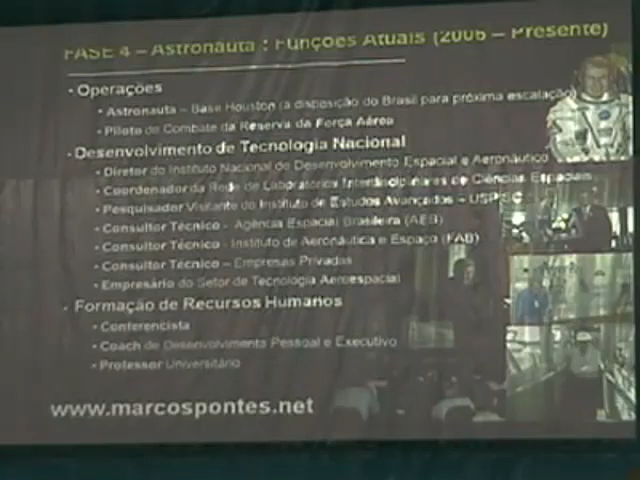 FASE 4 – Astronauta : Funções Atuais (2006 – Presente)
• Operações
• Astronauta – Base Houston (a disposição do Brasil para próxima escalação)
• Piloto de Combate da Reserva da Força Aérea
• Desenvolvimento de Tecnologia Nacional
• Diretor do Instituto Nacional de Desenvolvimento Espacial e Aeronáutico
• Coordenador da Rede de Laboratórios Interdisciplinares de Ciências Espaciais
• Pesquisador Visitante do Instituto de Estudos Avançados – USP/SC
• Consultor Técnico - Agência Espacial Brasileira (AEB)
• Consultor Técnico - Instituto de Aeronáutica e Espaço (FAB)
• Consultor Técnico – Empresas Privadas
• Empresário do Setor de Tecnologia Aeroespacial
• Formação de Recursos Humanos
• Conferencista
• Coach de Desenvolvimento Pessoal e Executivo
• Professor Universitário
www.marcospontes.net